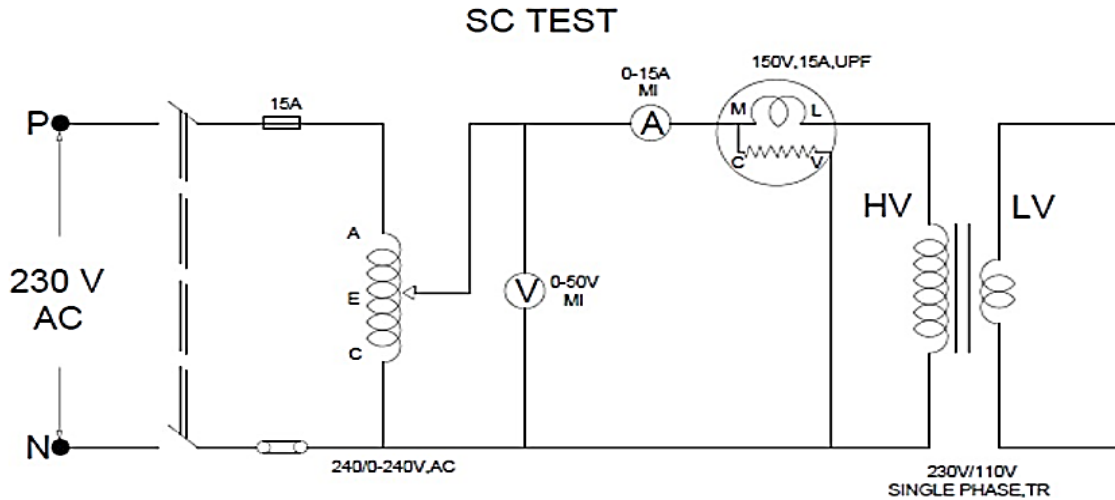 SC TEST
150V,15A,UPF
0-15A
MI
15A
P
A
M
L
C
V
HV
LV
A
E
C
V
0-50V
MI
230 V
AC
N
240/0-240V,AC
230V/110V
SINGLE PHASE,TR